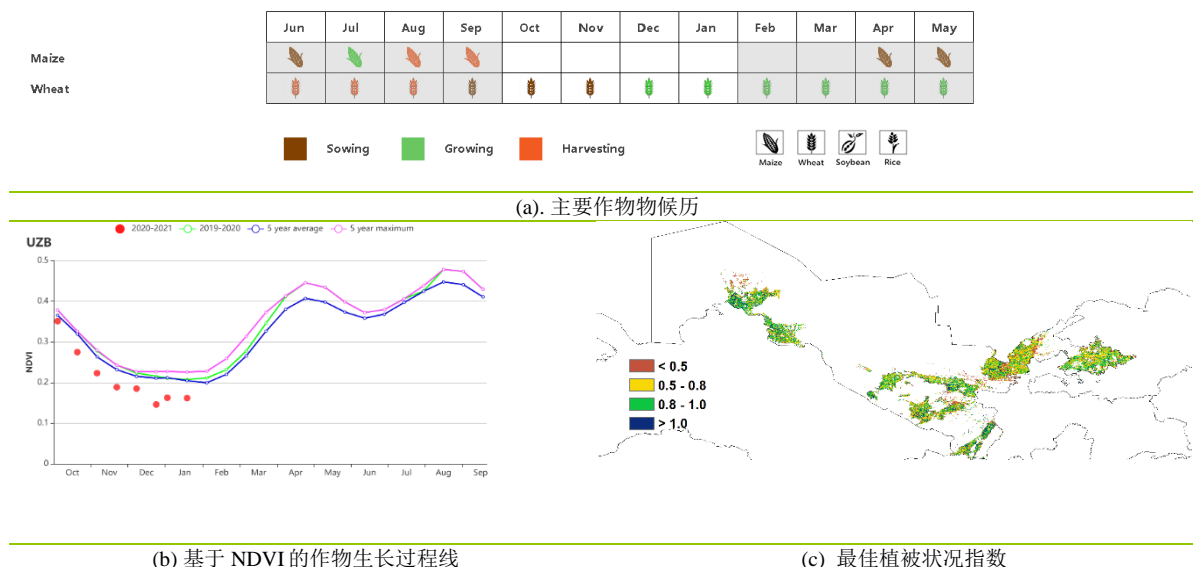 Jun Jul Aug Sep Oct Nov Dec Jan Feb Mar Apr May
Maize
Wheat
Sowing Growing Harvesting
Maize Wheat Soybean Rice
(a). 主要作物物候历
2020-2021 2019-2020 5 year average 5 year maximum
UZB
0.5
0.4
0.3
0.2
0.1
0
NDVI
Oct Nov Dec Jan Feb Mar Apr May Jun Jul Aug Sep
< 0.5
0.5 - 0.8
0.8 - 1.0
> 1.0
(b) 基于 NDVI 的作物生长过程线
(c) 最佳植被状况指数